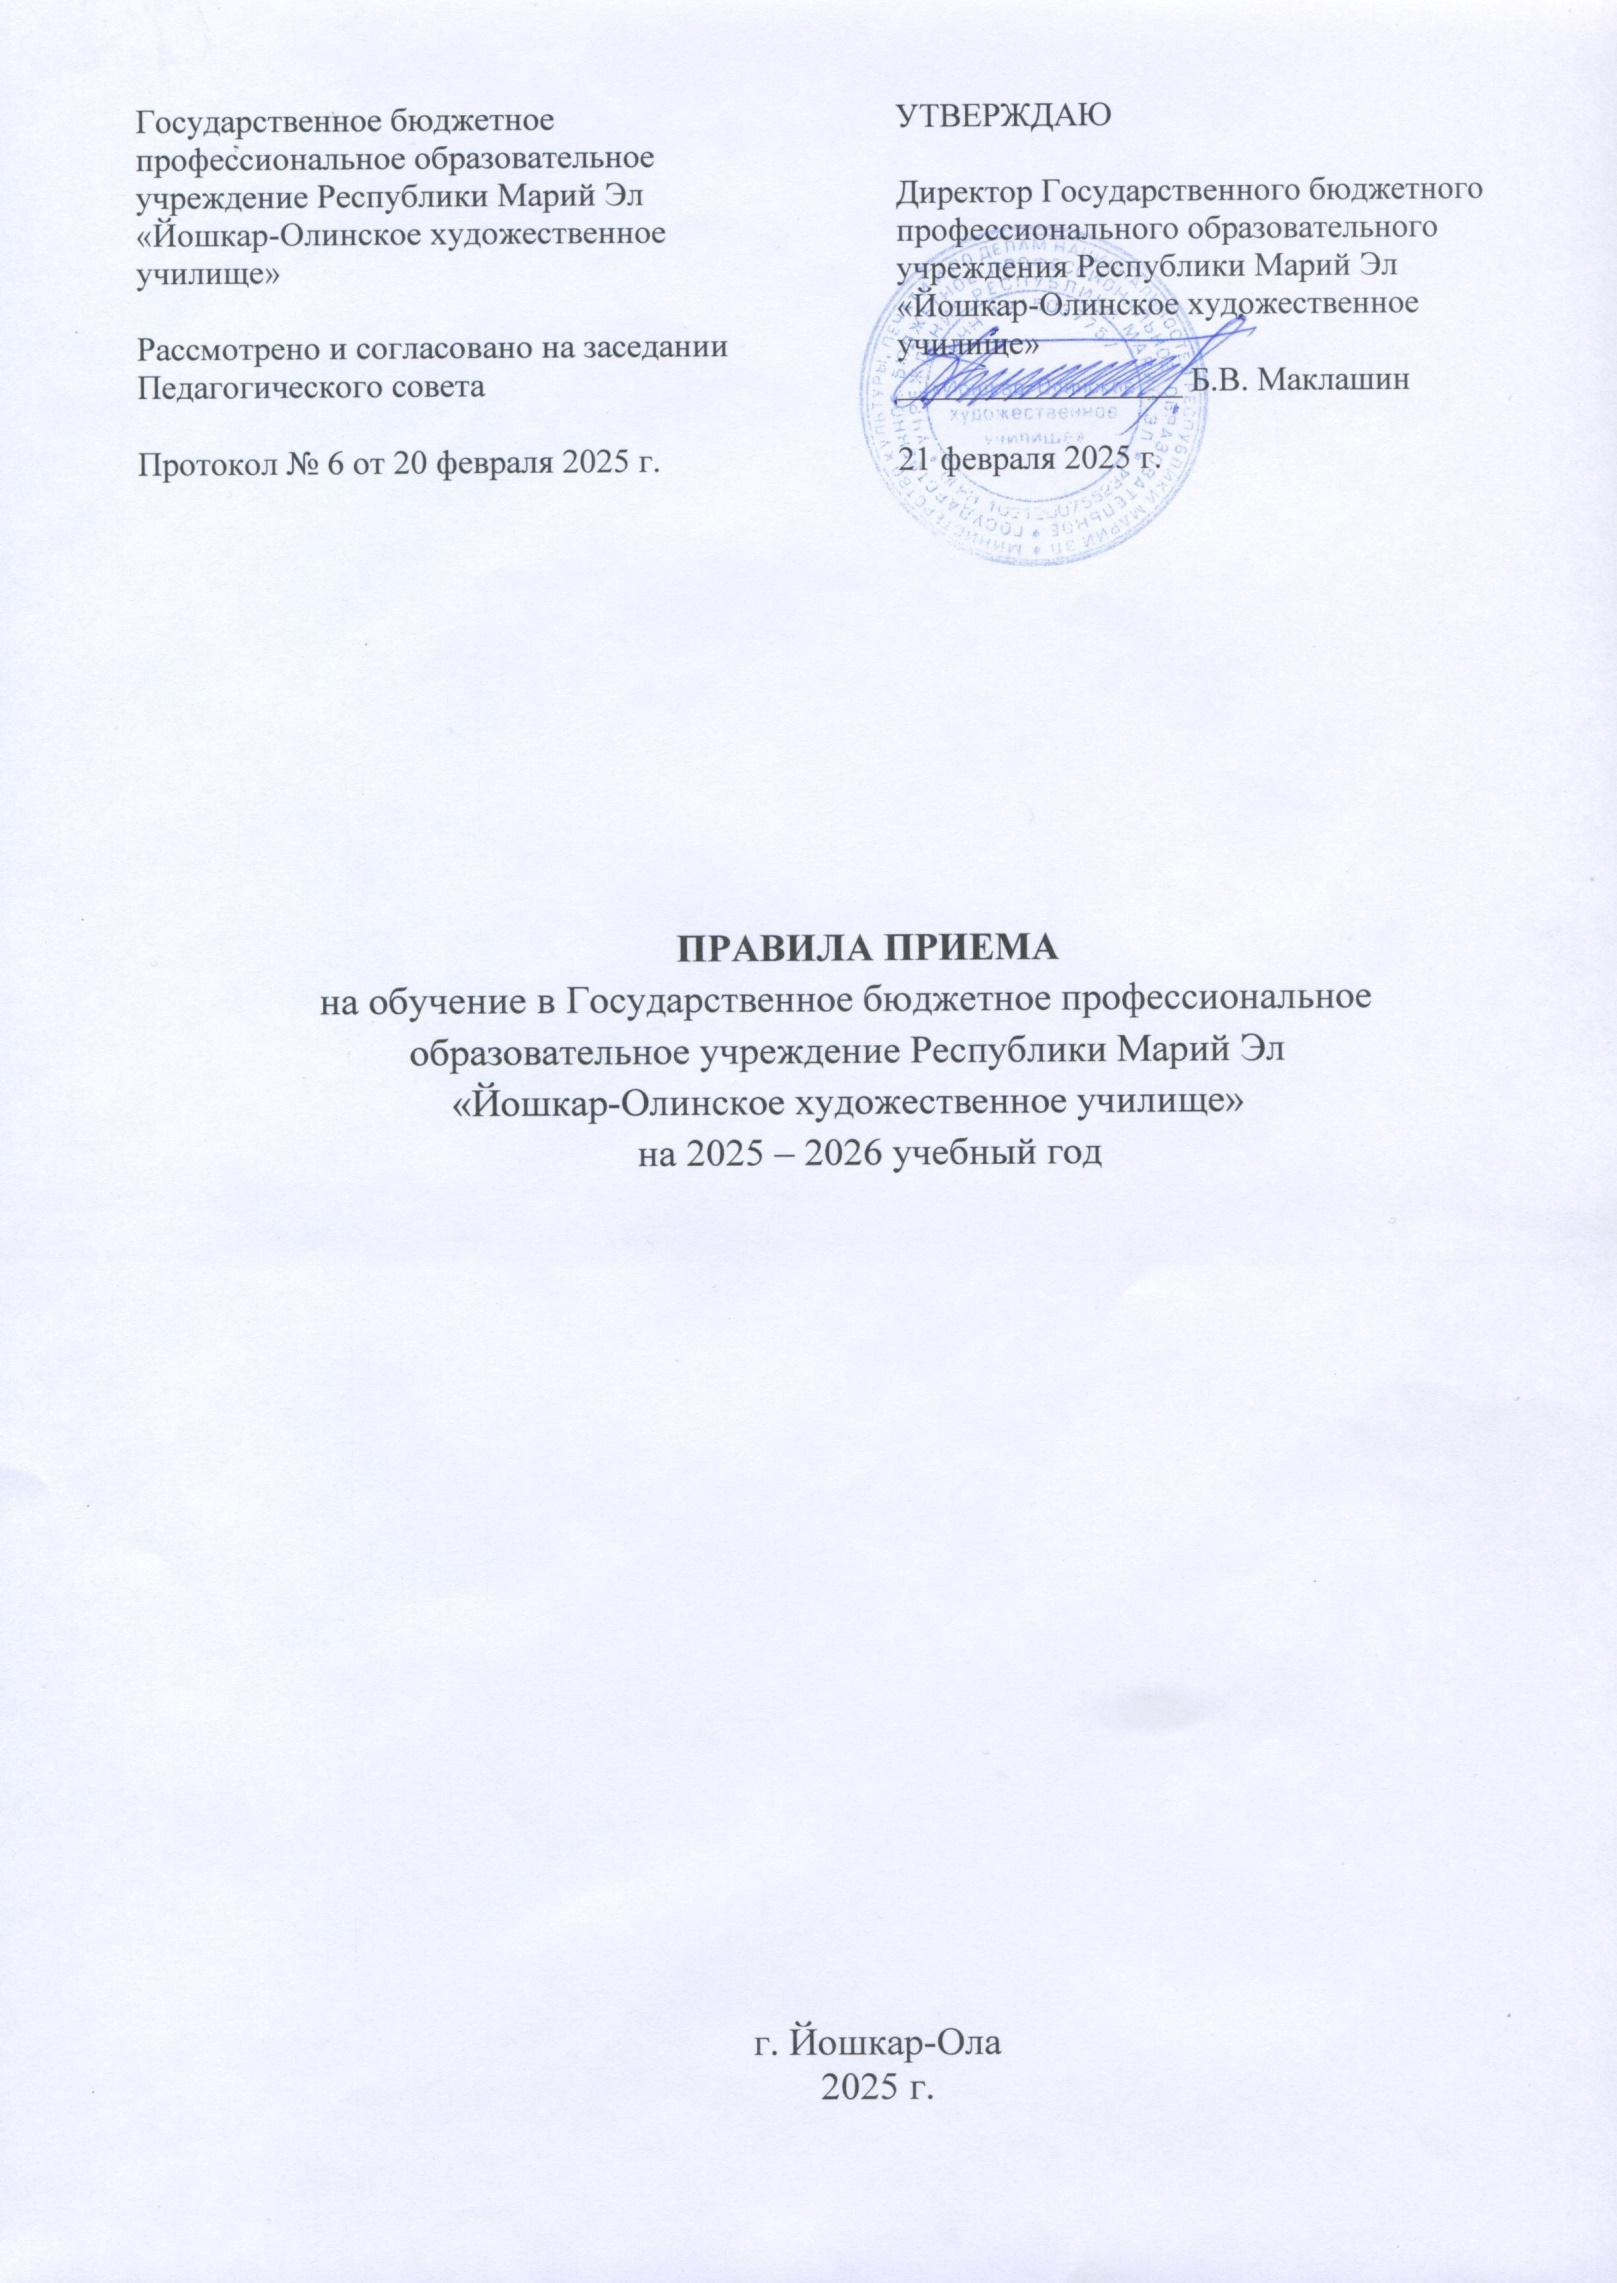 Государственное бюджетное
профессиональное образовательное
учреждение Республики Марий Эл
«Йошкар-Олинское художественное
училище»
Рассмотрено и согласовано на заседании
Педагогического совета
Протокол № 6 от 20 февраля 2025 г.
УТВЕРЖДАЮ
Директор Государственного бюджетного
профессионального образовательного
учреждения Республики Марий Эл
«Йошкар-Олинское художественное
училище»
Б.В. Маклашин
21 февраля 2025 г.
художественное
училище»
ПРАВИЛА ПРИЕМА
на обучение в Государственное бюджетное профессиональное
образовательное учреждение Республики Марий Эл
«Йошкар-Олинское художественное училище»
на 2025 – 2026 учебный год
г. Йошкар-Ола
2025 г.